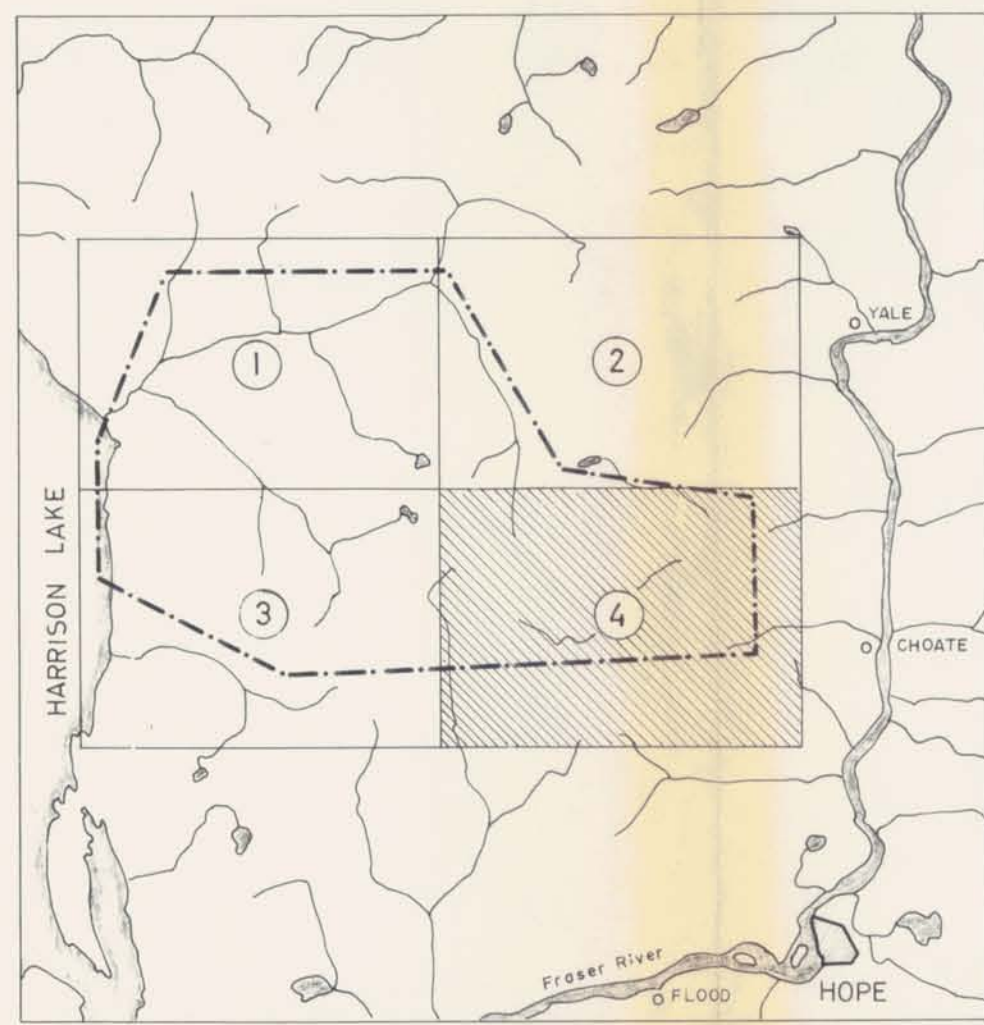 YALE
1
2
HARRISON LAKE
3
4
CHOATE
Fraser River
FLOOD
HOPE